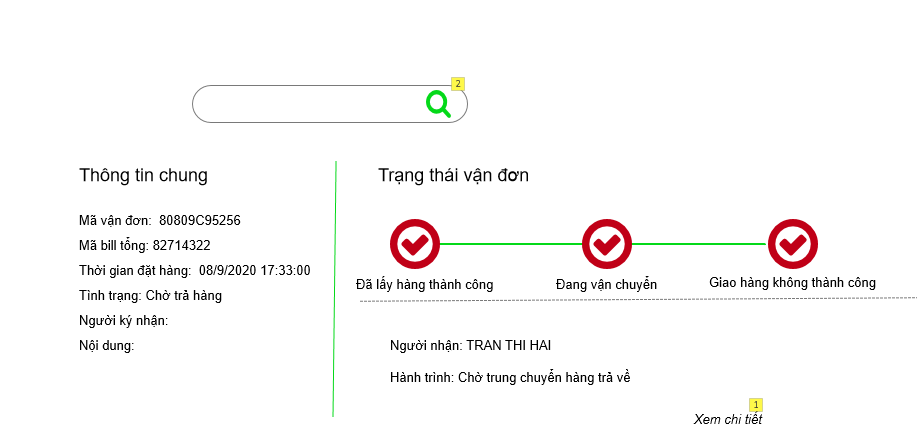 2
Thông tin chung
Mã vận đơn: 80809C95256
Mã bill tổng: 82714322
Thời gian đặt hàng: 08/9/2020 17:33:00
Tình trạng: Chờ trả hàng
Người ký nhận:
Nội dung:
Trạng thái vận đơn
Đã lấy hàng thành công
Đang vận chuyển
Giao hàng không thành công
Người nhận: TRAN THI HAI
Hành trình: Chờ trung chuyển hàng trả về
1
Xem chi tiết